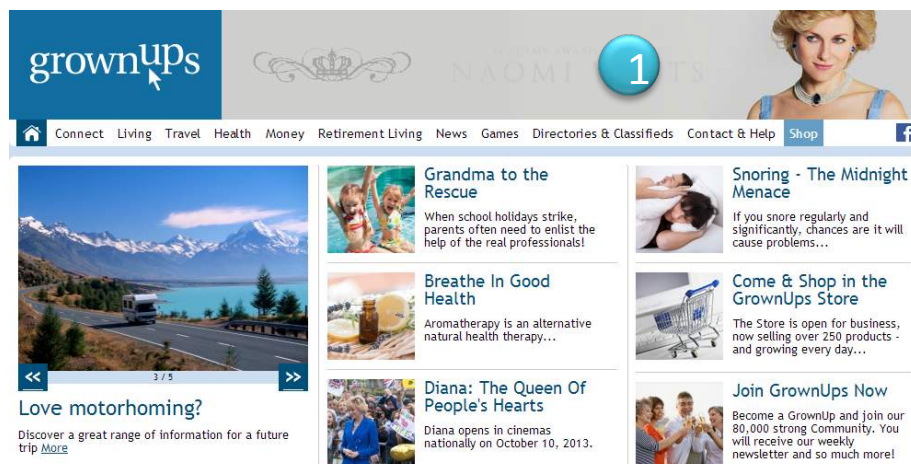 grownups
NAOMI
1
Connect Living Travel Health Money Retirement Living News Games Directories & Classifieds Contact & Help Shop
f
Grandma to the
Rescue
When school holidays strike,
parents often need to enlist the
help of the real professionals!
Snoring - The Midnight
Menace
If you snore regularly and
significantly, chances are it will
cause problems...
Breathe In Good
Health
Aromatherapy is an alternative
natural health therapy...
Come & Shop in the
GrownUps Store
The Store is open for business,
now selling over 250 products -
and growing every day...
<< 3 / 5 >>
Love motorhoming?
Discover a great range of information for a future
trip More
Diana: The Queen Of
People's Hearts
Diana opens in cinemas
nationally on October 10, 2013.
Join GrownUps Now
Become a GrownUp and join our
80,000 strong Community. You
will receive our weekly
newsletter and so much more!